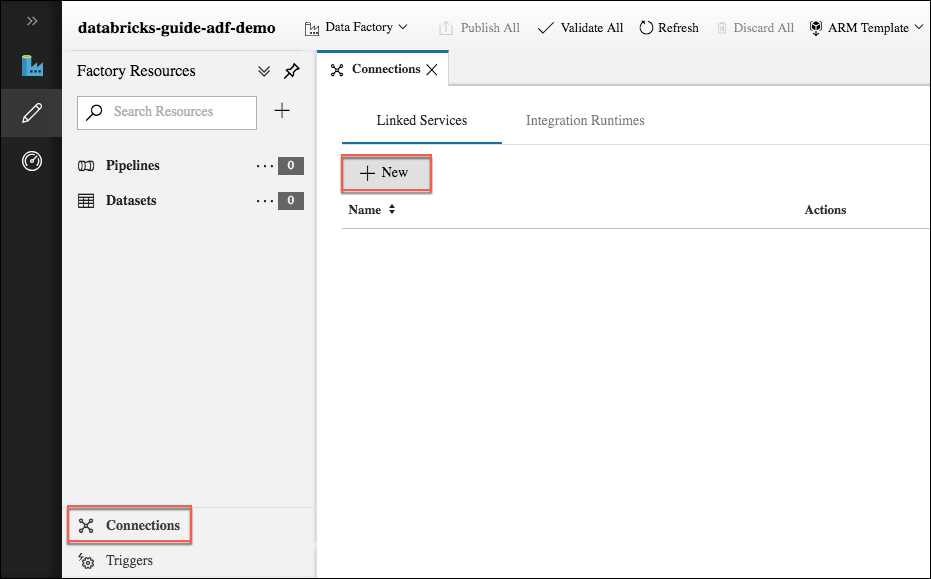 databricks-guide-adf-demo Data Factory Publish All Validate All Refresh Discard All ARM Template
Factory Resources
Search Resources
Pipelines 0
Datasets 0
Connections
Triggers
Connections
Linked Services Integration Runtimes
New
Name Actions